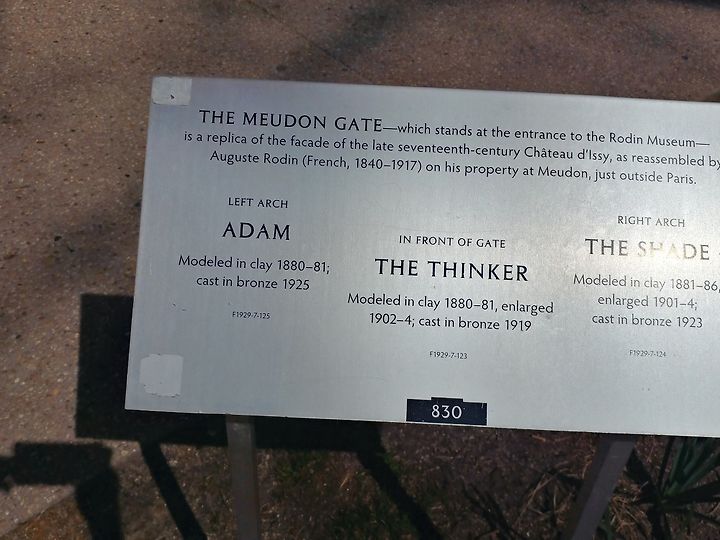 THE MEUDON GATE—which stands at the entrance to the Rodin Museum—
is a replica of the facade of the late seventeenth-century Château d'Issy, as reassembled by
Auguste Rodin (French, 1840–1917) on his property at Meudon, just outside Paris.
LEFT ARCH
ADAM
Modeled in clay 1880–81;
cast in bronze 1925
F1929-7-125
IN FRONT OF GATE
THE THINKER
Modeled in clay 1880–81, enlarged
1902–4; cast in bronze 1919
F1929-7-123
RIGHT ARCH
THE SHADE
Modeled in clay 1881–86,
enlarged 1901–4;
cast in bronze 1923
F1929-7-124
830